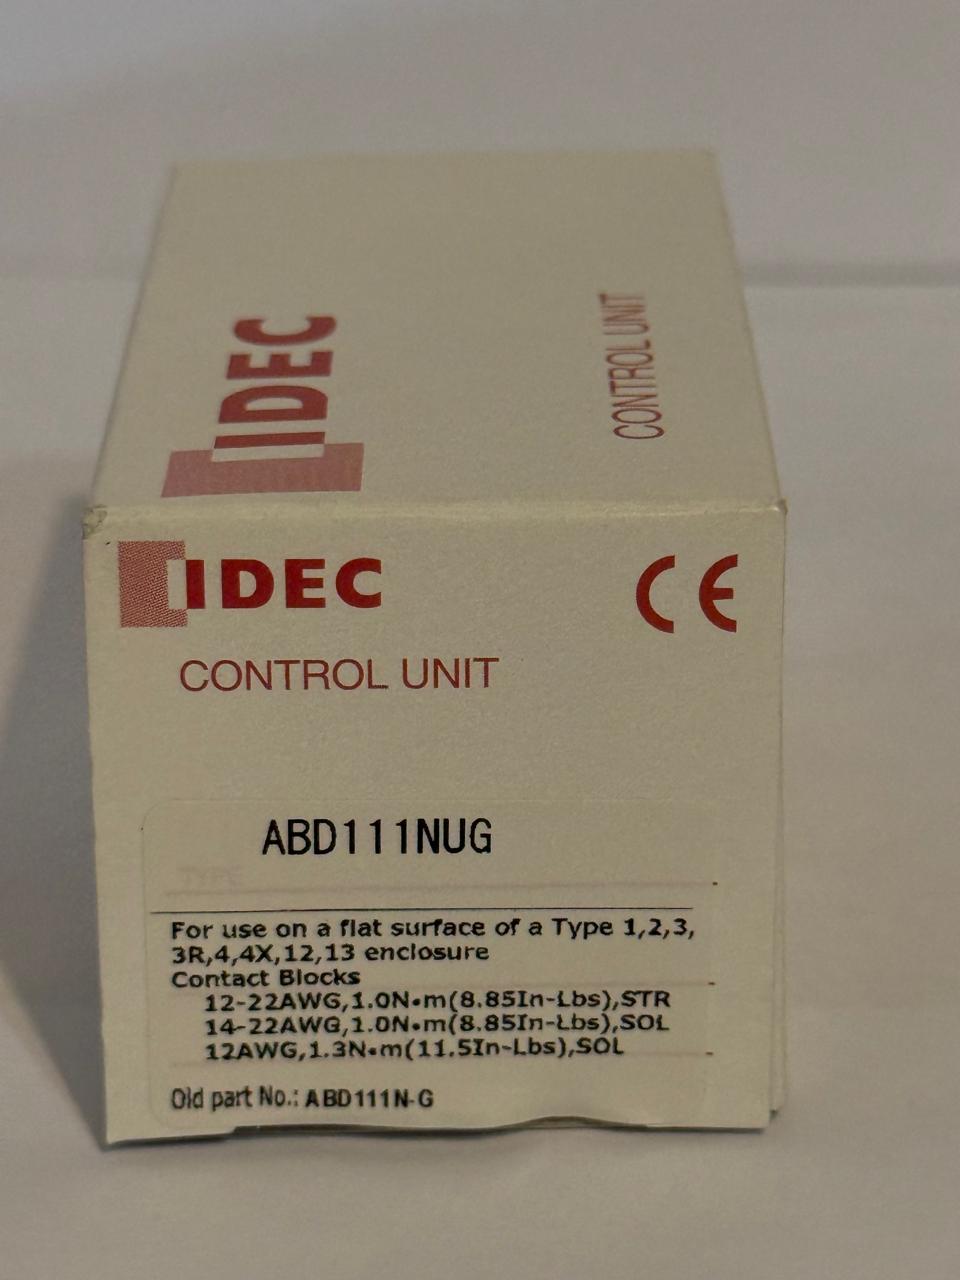 IDEC
CONTROL UNIT
IDEC
CE
CONTROL UNIT
ABD111NUG
TYPE
For use on a flat surface of a Type 1,2,3,
3R,4,4X,12,13 enclosure
Contact Blocks
12-22AWG,1.0N•m(8.85In-Lbs),STR
14-22AWG,1.0N•m(8.85In-Lbs),SOL
12AWG,1.3N•m(11.5In-Lbs),SOL
Old part No.: ABD111N-G